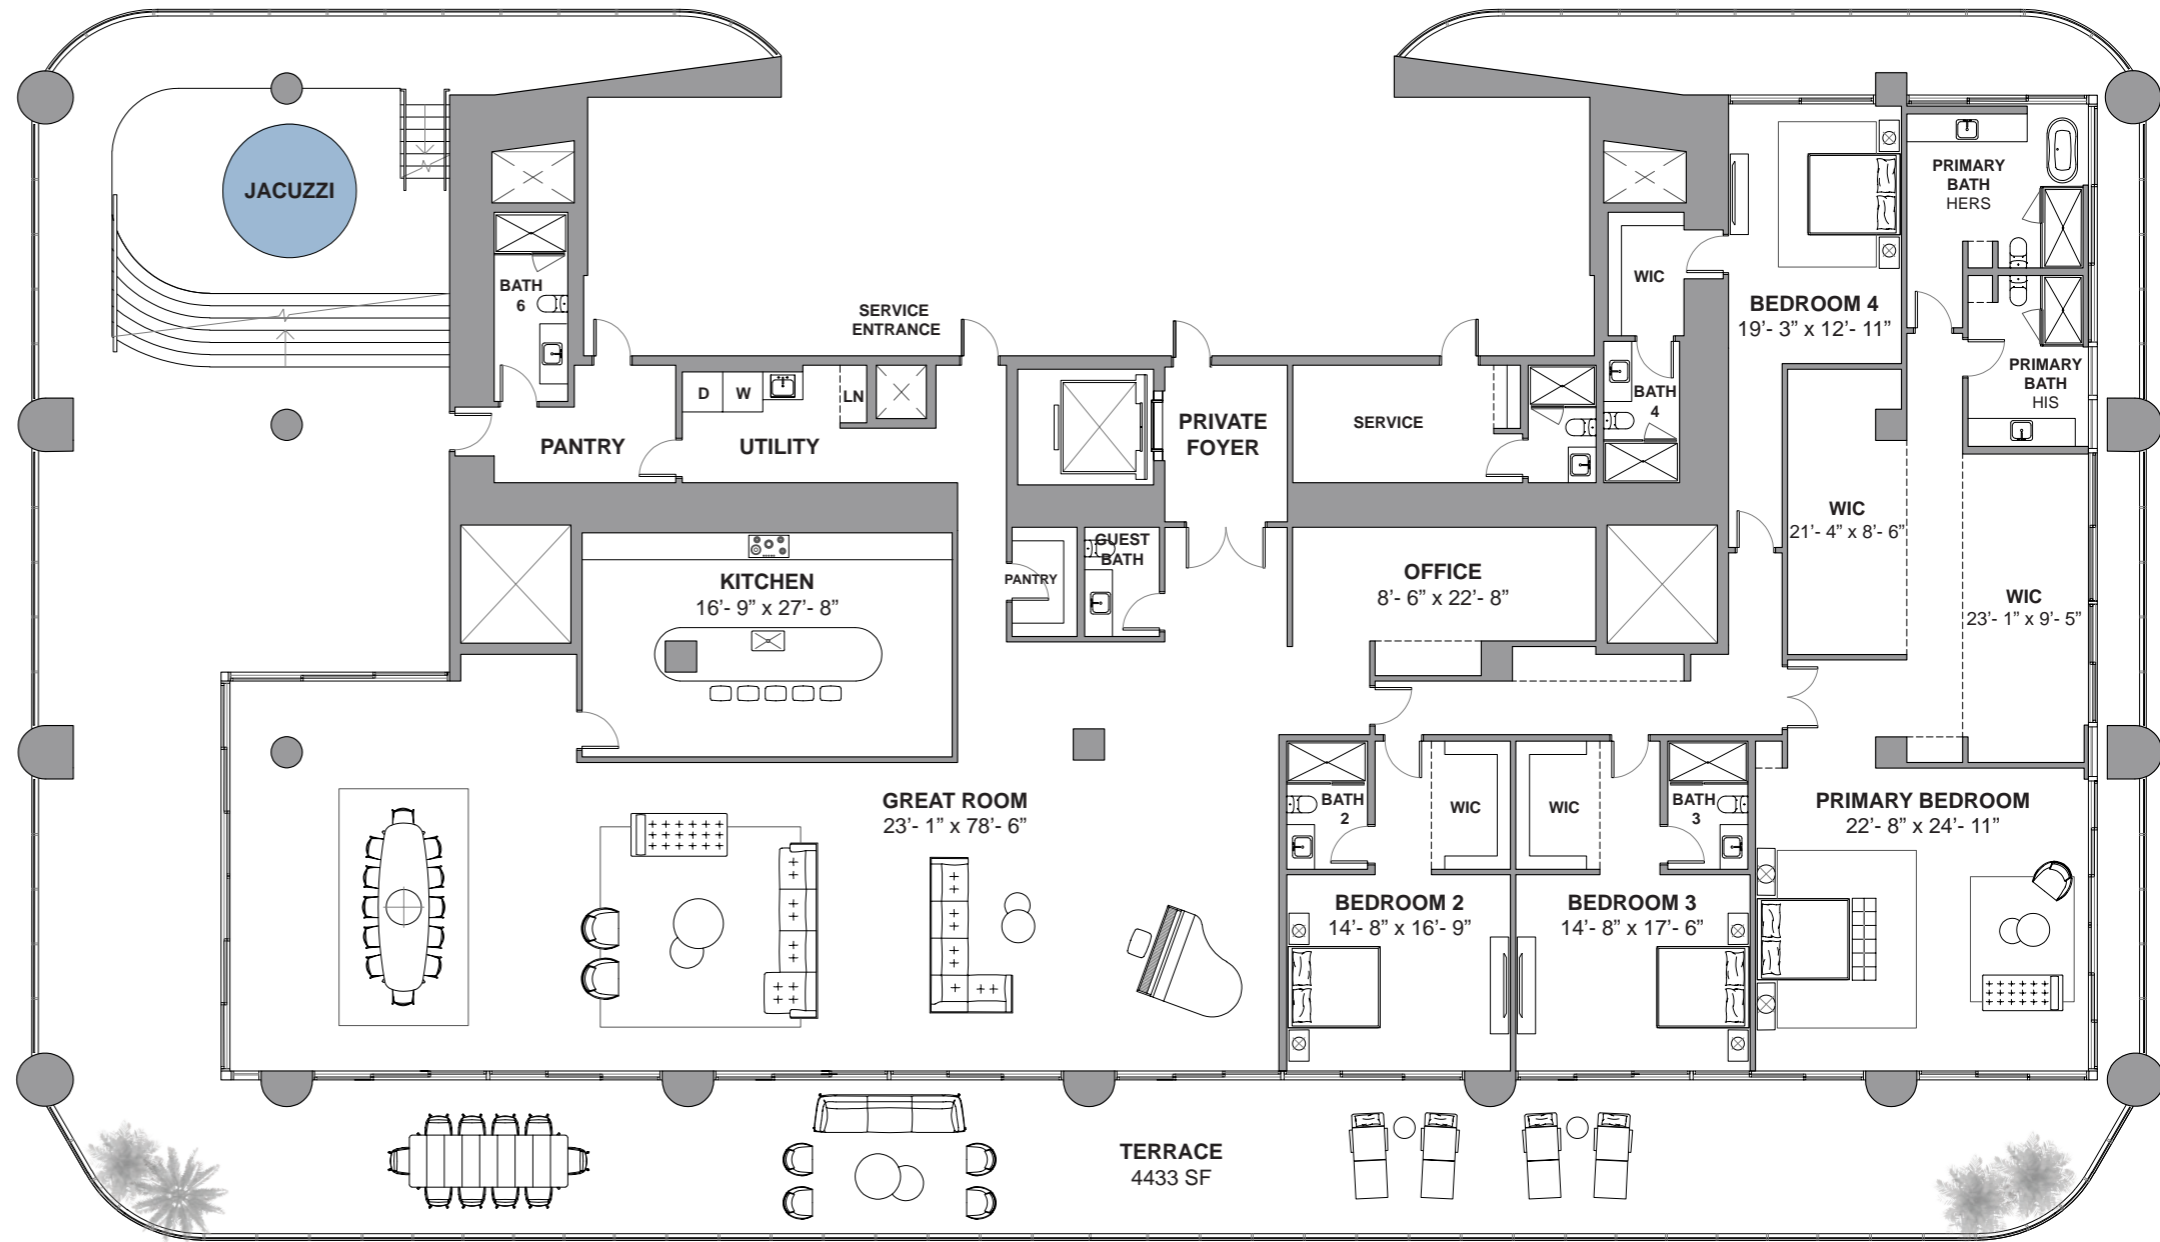 JACUZZI
PRIMARY
BATH
HERS
BATH
6
WIC
SERVICE
ENTRANCE
BEDROOM 4
19’- 3” x 12’- 11”
PRIMARY
BATH
HIS
D
W
LN
BATH
4
PRIVATE
FOYER
SERVICE
PANTRY
UTILITY
WIC
21’- 4” x 8’- 6”
GUEST
BATH
PANTRY
KITCHEN
16’- 9” x 27’- 8”
OFFICE
8’- 6” x 22’- 8”
WIC
23’- 1” x 9’- 5”
GREAT ROOM
23’- 1” x 78’- 6”
BATH
2
WIC
WIC
BATH
3
PRIMARY BEDROOM
22’- 8” x 24’- 11”
BEDROOM 2
14’- 8” x 16’- 9”
BEDROOM 3
14’- 8” x 17’- 6”
TERRACE
4433 SF